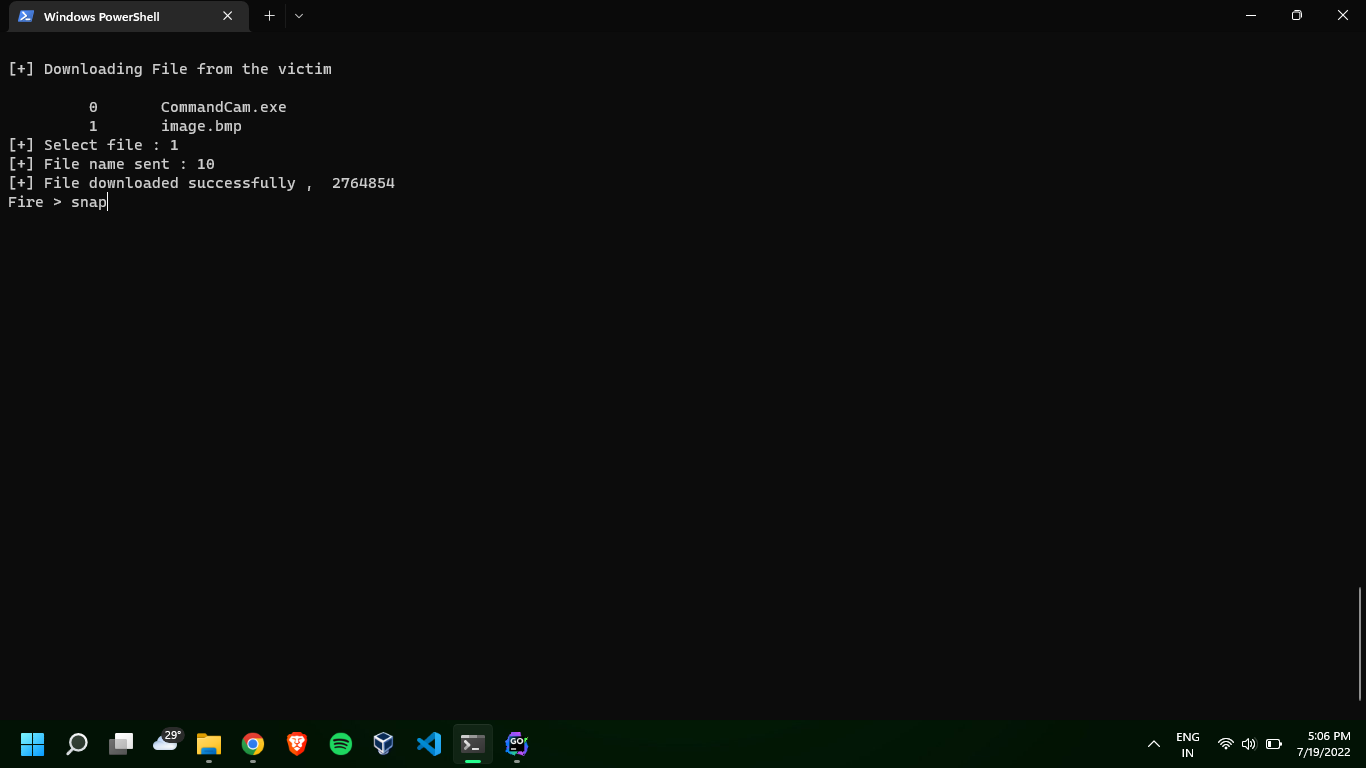 Windows PowerShell
[+] Downloading File from the victim
0 CommandCam.exe
1 image.bmp
[+] Select file : 1
[+] File name sent : 10
[+] File downloaded successfully , 2764854
Fire > snap
29°
GO
ENG
IN
5:06 PM
7/19/2022